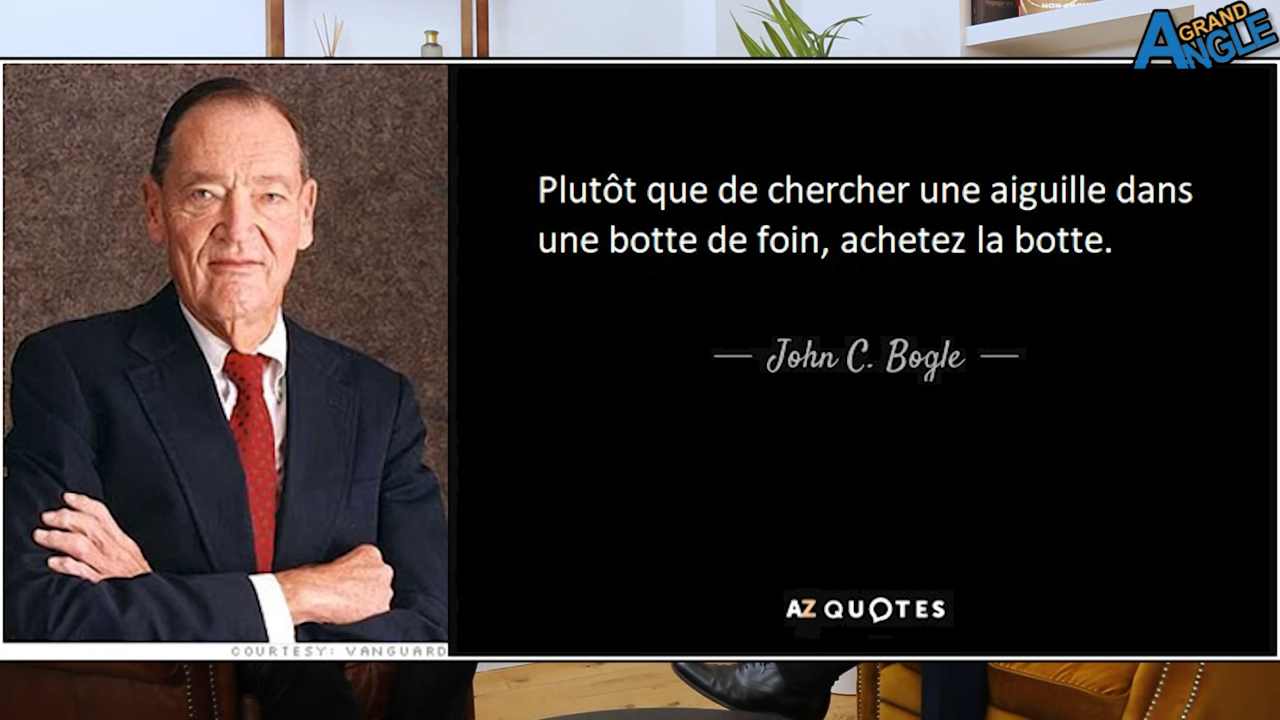 GRAND
ANGLE
Plutôt que de chercher une aiguille dans
une botte de foin, achetez la botte.
— John C. Bogle —
AZ QUOTES
COURTESY: VANGUARD